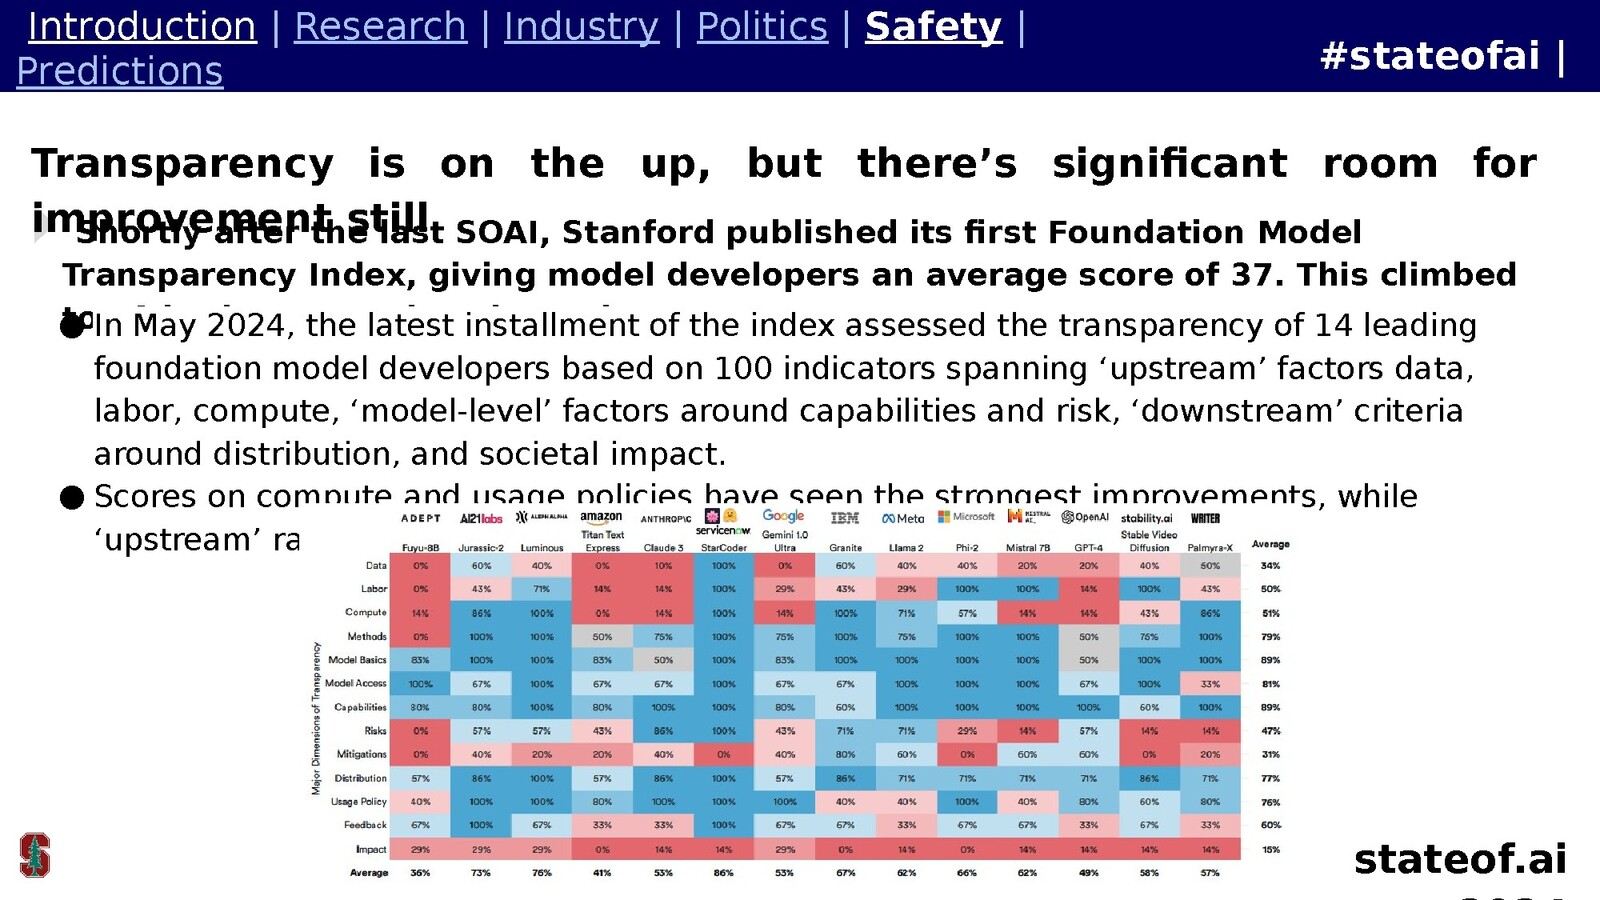 Introduction | Research | Industry | Politics | Safety |
Predictions
#stateofai |
Transparency is on the up, but there’s significant room for
improvement still
Shortly after the last SOAI, Stanford published its first Foundation Model
Transparency Index, giving model developers an average score of 37. This climbed
to
● In May 2024, the latest installment of the index assessed the transparency of 14 leading
foundation model developers based on 100 indicators spanning ‘upstream’ factors data,
labor, compute, ‘model-level’ factors around capabilities and risk, ‘downstream’ criteria
around distribution, and societal impact.
● Scores on compute and usage policies have seen the strongest improvements, while
‘upstream’ ra
ADEPT AI21labs ALEPH ALPHA amazon ANTHROP\C servicenow Google IBM Meta Microsoft MISTRAL AI_ OpenAI stability.ai WRITER
Fuyu-8B Jurassic-2 Luminous Titan Text Express Claude 3 StarCoder Gemini 1.0 Ultra Granite Llama 2 Phi-2 Mistral 7B GPT-4 Stable Video Diffusion Palmyra-X Average
Major Dimensions of Transparency
Data 0% 60% 40% 0% 10% 100% 0% 60% 40% 40% 20% 20% 40% 50% 34%
Labor 0% 43% 71% 14% 14% 100% 29% 43% 29% 100% 100% 14% 100% 43% 50%
Compute 14% 86% 100% 0% 14% 100% 14% 100% 71% 57% 14% 14% 43% 86% 51%
Methods 0% 100% 100% 50% 75% 100% 75% 100% 75% 100% 100% 50% 75% 100% 79%
Model Basics 83% 100% 100% 83% 50% 100% 83% 100% 100% 100% 100% 50% 100% 100% 89%
Model Access 100% 67% 100% 67% 67% 100% 67% 67% 100% 100% 100% 67% 100% 33% 81%
Capabilities 80% 80% 100% 80% 100% 100% 80% 60% 100% 100% 100% 100% 60% 100% 89%
Risks 0% 57% 57% 43% 86% 100% 43% 71% 71% 29% 14% 57% 14% 14% 47%
Mitigations 0% 40% 20% 20% 40% 0% 40% 80% 60% 0% 60% 60% 0% 20% 31%
Distribution 57% 86% 100% 57% 86% 100% 57% 86% 71% 71% 71% 71% 86% 71% 77%
Usage Policy 40% 100% 100% 80% 100% 100% 100% 40% 40% 100% 40% 80% 60% 80% 76%
Feedback 67% 100% 67% 33% 33% 100% 67% 67% 33% 67% 67% 33% 67% 33% 60%
Impact 29% 29% 29% 0% 14% 14% 29% 0% 14% 0% 14% 14% 14% 14% 15%
Average 36% 73% 76% 41% 53% 86% 53% 67% 62% 66% 62% 49% 58% 57%
stateof.ai